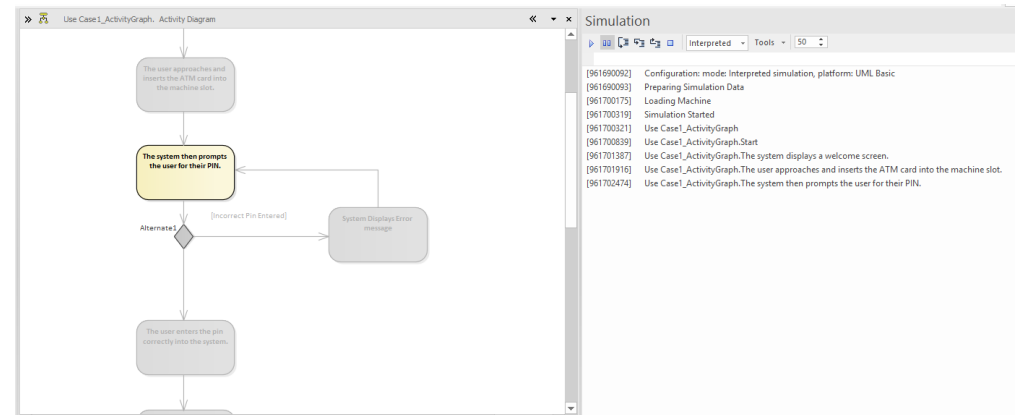 Use Case1_ActivityGraph. Activity Diagram
The user approaches and
inserts the ATM card into
the machine slot.
The system then prompts
the user for their PIN.
[Incorrect Pin Entered]
Alternate1
System Displays Error
message
The user enters the pin
correctly into the system.
Simulation
Interpreted Tools 50
[961690092] Configuration: mode: Interpreted simulation, platform: UML Basic
[961690093] Preparing Simulation Data
[961700175] Loading Machine
[961700319] Simulation Started
[961700321] Use Case1_ActivityGraph
[961700839] Use Case1_ActivityGraph.Start
[961701387] Use Case1_ActivityGraph.The system displays a welcome screen.
[961701916] Use Case1_ActivityGraph.The user approaches and inserts the ATM card into the machine slot.
[961702474] Use Case1_ActivityGraph.The system then prompts the user for their PIN.